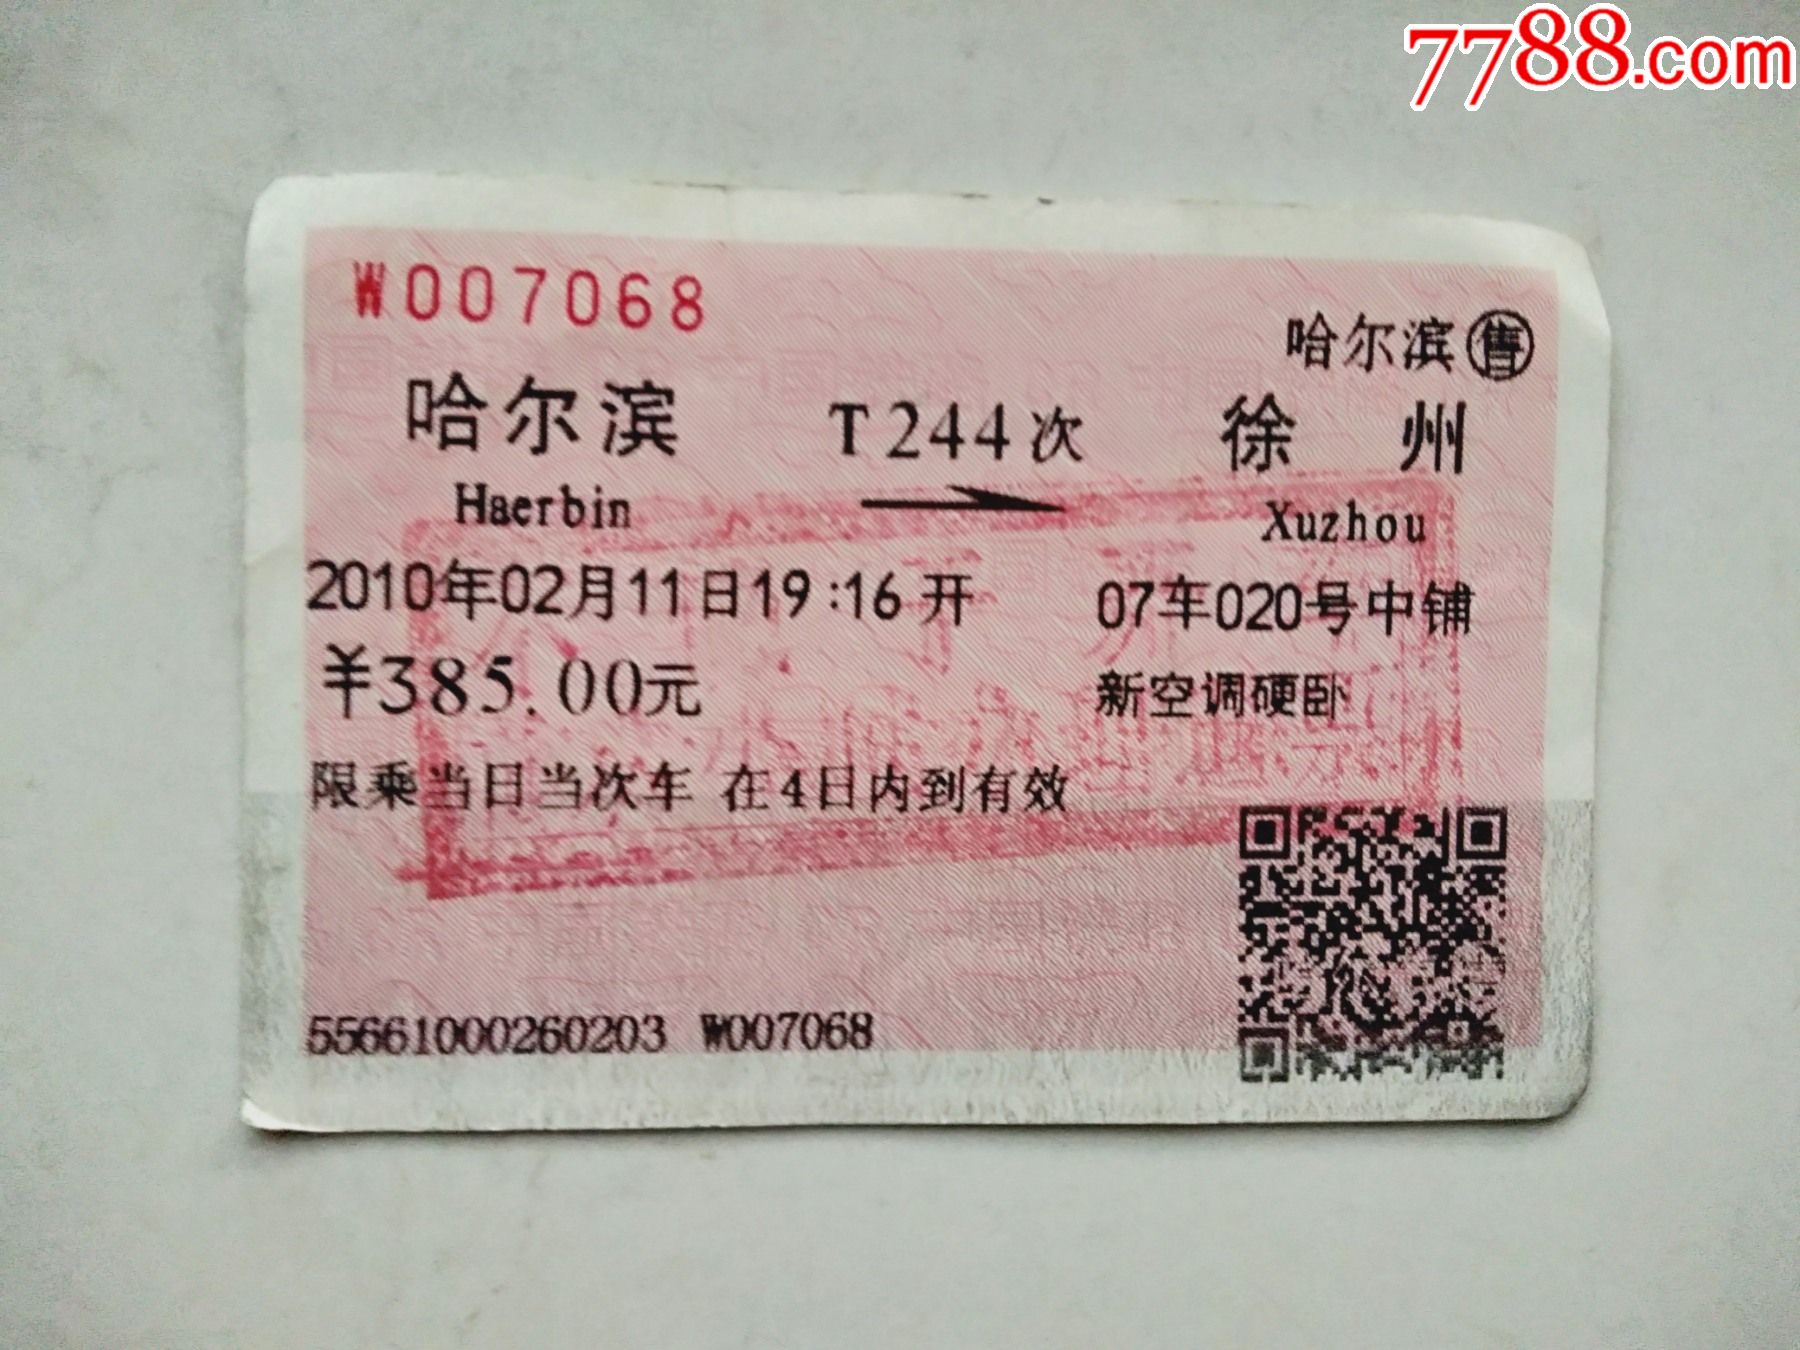 7788.com
W007068
哈尔滨售
哈尔滨 T244次 徐州
Haerbin Xuzhou
2010年02月11日19:16开 07车020号中铺
¥385.00元 新空调硬卧
限乘当日当次车 在4日内到有效
55661000260203 W007068